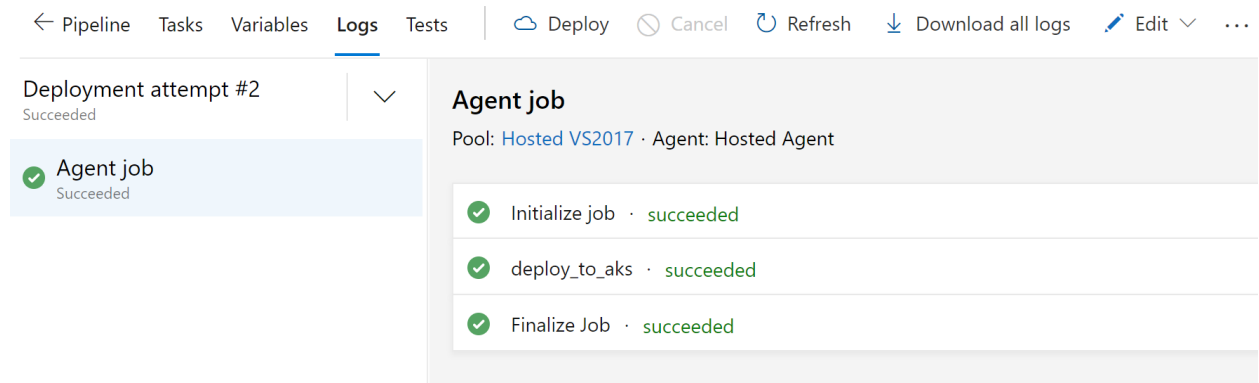 Pipeline Tasks Variables Logs Tests Deploy Cancel Refresh Download all logs Edit ...
Deployment attempt #2
Succeeded
Agent job
Succeeded
Agent job
Pool: Hosted VS2017 · Agent: Hosted Agent
Initialize job · succeeded
deploy_to_aks · succeeded
Finalize Job · succeeded